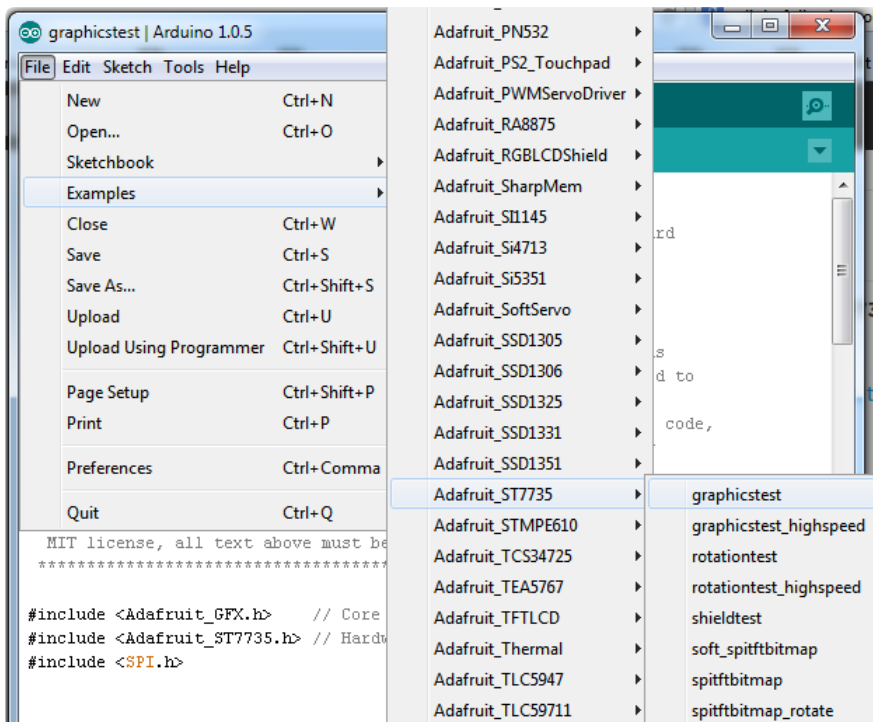 graphicstest | Arduino 1.0.5
File Edit Sketch Tools Help
New Ctrl+N
Open... Ctrl+O
Sketchbook
Examples
Close Ctrl+W
Save Ctrl+S
Save As... Ctrl+Shift+S
Upload Ctrl+U
Upload Using Programmer Ctrl+Shift+U
Page Setup Ctrl+Shift+P
Print Ctrl+P
Preferences Ctrl+Comma
Quit Ctrl+Q
Adafruit_PN532
Adafruit_PS2_Touchpad
Adafruit_PWMServoDriver
Adafruit_RA8875
Adafruit_RGBLCDShield
Adafruit_SharpMem
Adafruit_SI1145
Adafruit_Si4713
Adafruit_Si5351
Adafruit_SoftServo
Adafruit_SSD1305
Adafruit_SSD1306
Adafruit_SSD1325
Adafruit_SSD1331
Adafruit_SSD1351
Adafruit_ST7735
Adafruit_STMPE610
Adafruit_TCS34725
Adafruit_TEA5767
Adafruit_TFTLCD
Adafruit_Thermal
Adafruit_TLC5947
Adafruit_TLC59711
graphicstest
graphicstest_highspeed
rotationtest
rotationtest_highspeed
shieldtest
soft_spitftbitmap
spitftbitmap
spitftbitmap_rotate
d to
code,
MIT license, all text above must be
#include <Adafruit_GFX.h> // Core
#include <Adafruit_ST7735.h> // Hardw
#include <SPI.h>